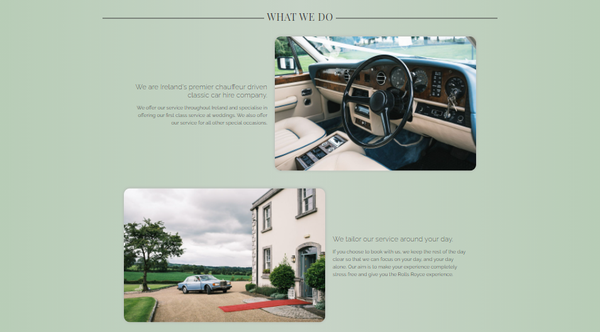 WHAT WE DO
We are Ireland's premier chauffeur driven
classic car hire company.
We offer our service throughout Ireland and specialise in
offering our first class service at weddings. We also offer
our service for all other special occasions.
We tailor our service around your day.
If you choose to book with us, we keep the rest of the day
clear so that we can focus on your day, and your day
alone. Our aim is to make your experience completely
stress free and give you the Rolls Royce experience.